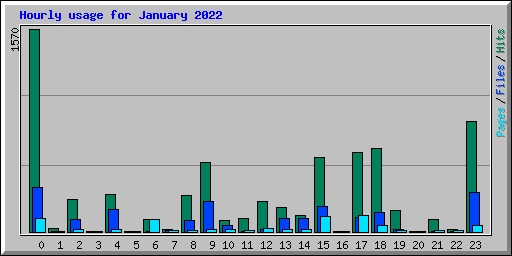 Hourly usage for January 2022
1570
Pages/Files/Hits
0 1 2 3 4 5 6 7 8 9 10 11 12 13 14 15 16 17 18 19 20 21 22 23